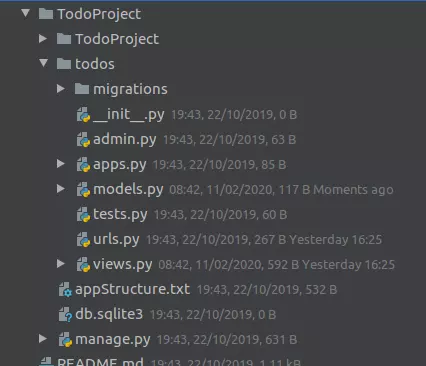 TodoProject
TodoProject
todos
migrations
__init__.py 19:43, 22/10/2019, 0 B
admin.py 19:43, 22/10/2019, 63 B
apps.py 19:43, 22/10/2019, 85 B
models.py 08:42, 11/02/2020, 117 B Moments ago
tests.py 19:43, 22/10/2019, 60 B
urls.py 19:43, 22/10/2019, 267 B Yesterday 16:25
views.py 08:42, 11/02/2020, 592 B Yesterday 16:25
appStructure.txt 19:43, 22/10/2019, 532 B
db.sqlite3 19:43, 22/10/2019, 0 B
manage.py 19:43, 22/10/2019, 631 B
README.md 19:43, 22/10/2019, 1.11 kB